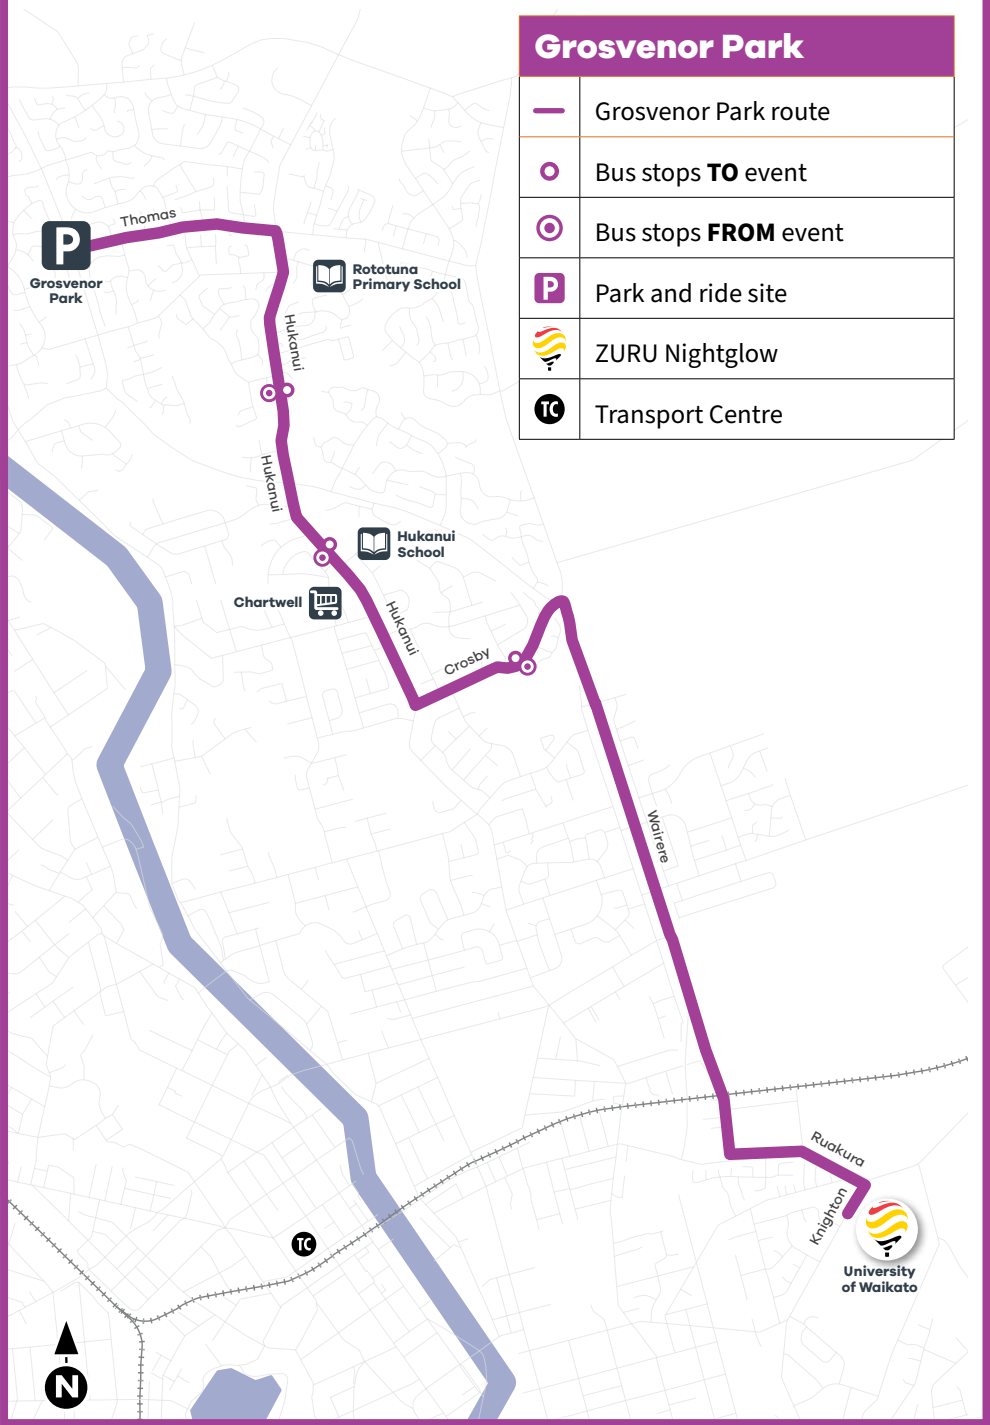 Grosvenor Park
Grosvenor Park route
Bus stops TO event
Bus stops FROM event
P
Park and ride site
ZURU Nightglow
TC
Transport Centre
Thomas
P
Grosvenor
Park
Rototuna
Primary School
Hukanui
Hukanui
Hukanui
School
Chartwell
Hukanui
Crosby
Wairere
Ruakura
Knighton
TC
University
of Waikato
N